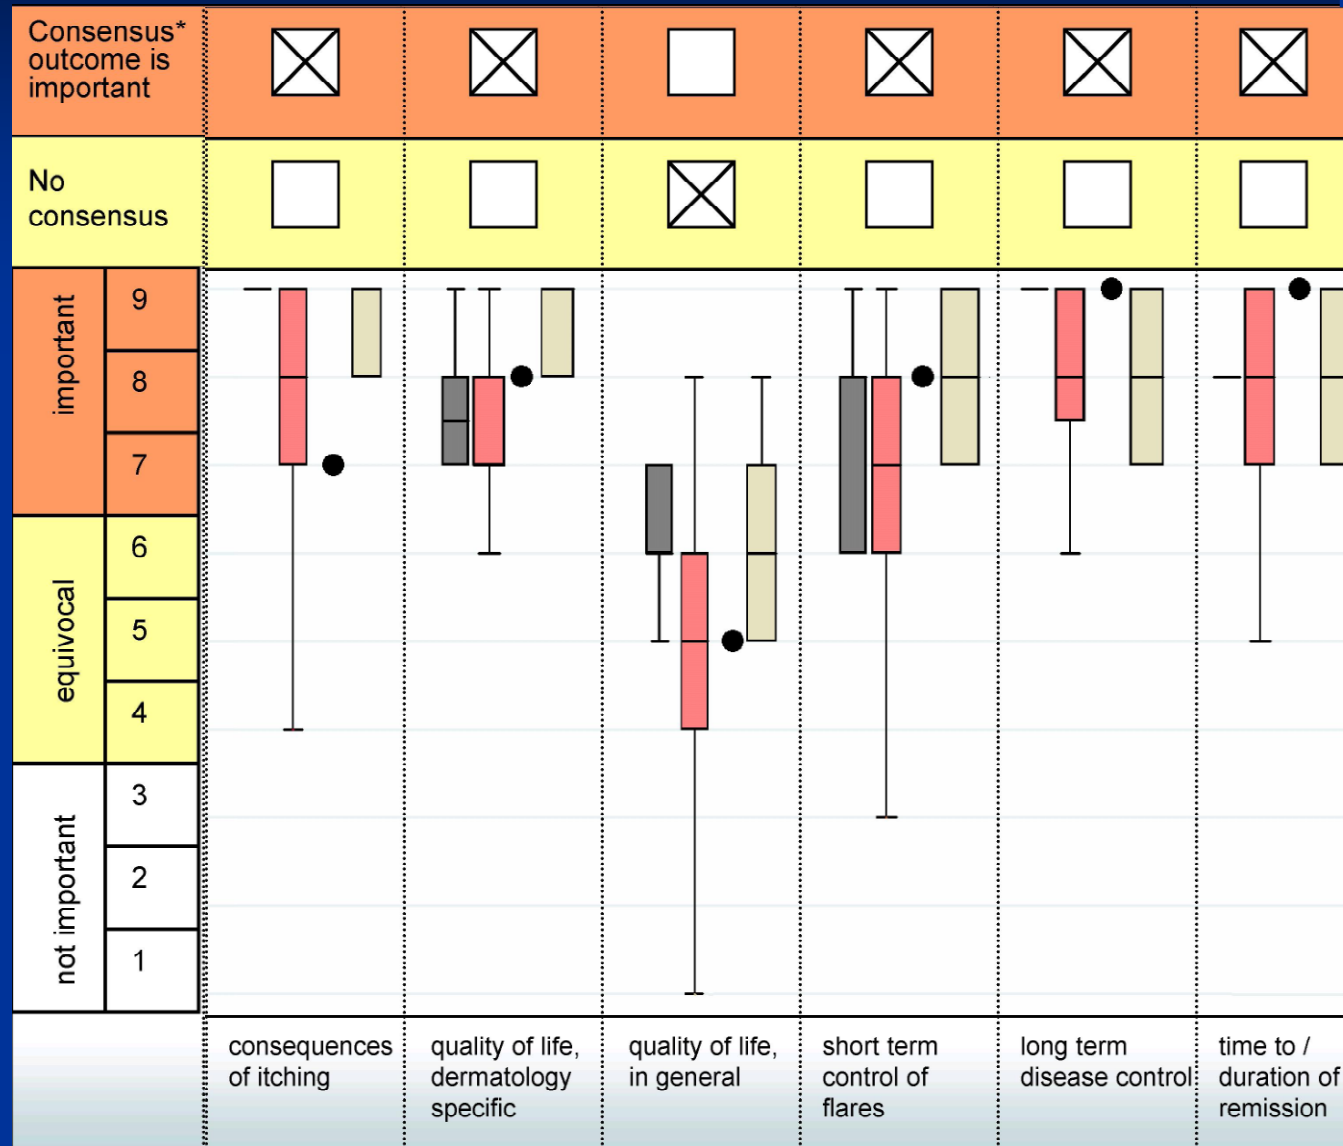 Consensus*
outcome is
important
No
consensus
important
9
8
7
equivocal
6
5
4
not important
3
2
1
consequences
of itching
quality of life,
dermatology
specific
quality of life,
in general
short term
control of
flares
long term
disease control
time to /
duration of
remission